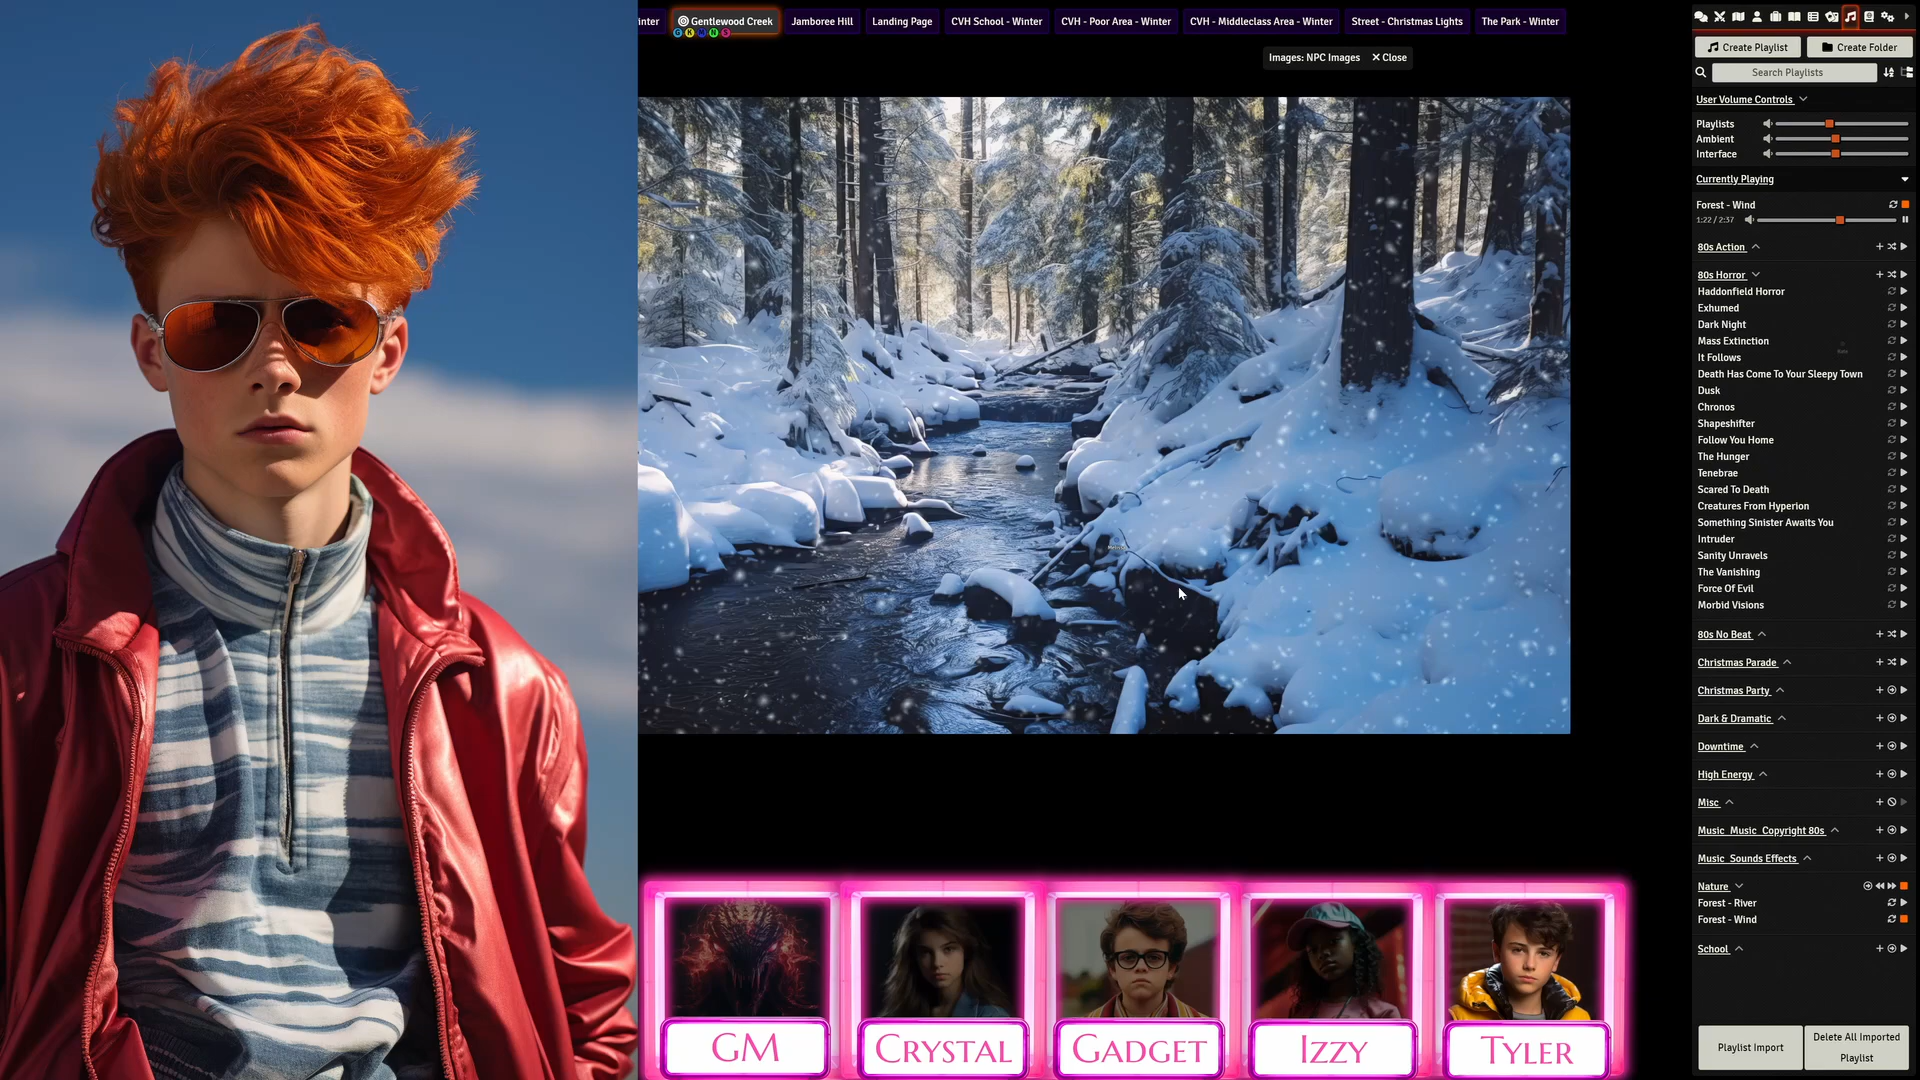 inter
Gentlewood Creek
Jamboree Hill
Landing Page
CVH School - Winter
CVH - Poor Area - Winter
CVH - Middleclass Area - Winter
Street - Christmas Lights
The Park - Winter
G K M N S
Images: NPC Images
Close
Create Playlist
Create Folder
Search Playlists
User Volume Controls
Playlists
Ambient
Interface
Currently Playing
Forest - Wind
1:22 / 2:37
80s Action
80s Horror
Haddonfield Horror
Exhumed
Dark Night
Mass Extinction
It Follows
Death Has Come To Your Sleepy Town
Dusk
Chronos
Shapeshifter
Follow You Home
The Hunger
Tenebrae
Scared To Death
Creatures From Hyperion
Something Sinister Awaits You
Intruder
Sanity Unravels
The Vanishing
Force Of Evil
Morbid Visions
80s No Beat
Christmas Parade
Christmas Party
Dark & Dramatic
Downtime
High Energy
Misc
Music_Music_Copyright 80s
Music_Sounds Effects
Nature
Forest - River
Forest - Wind
School
Playlist Import
Delete All Imported
Playlist
GM
Crystal
Gadget
Izzy
Tyler